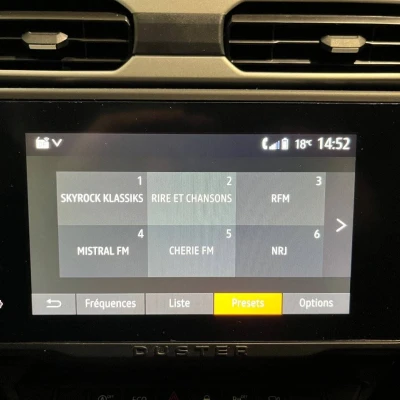 18°C 14:52
1 2 3
SKYROCK KLASSIKS RIRE ET CHANSONS RFM
4 5 6
MISTRAL FM CHERIE FM NRJ
Fréquences Liste Presets Options
DUSTER